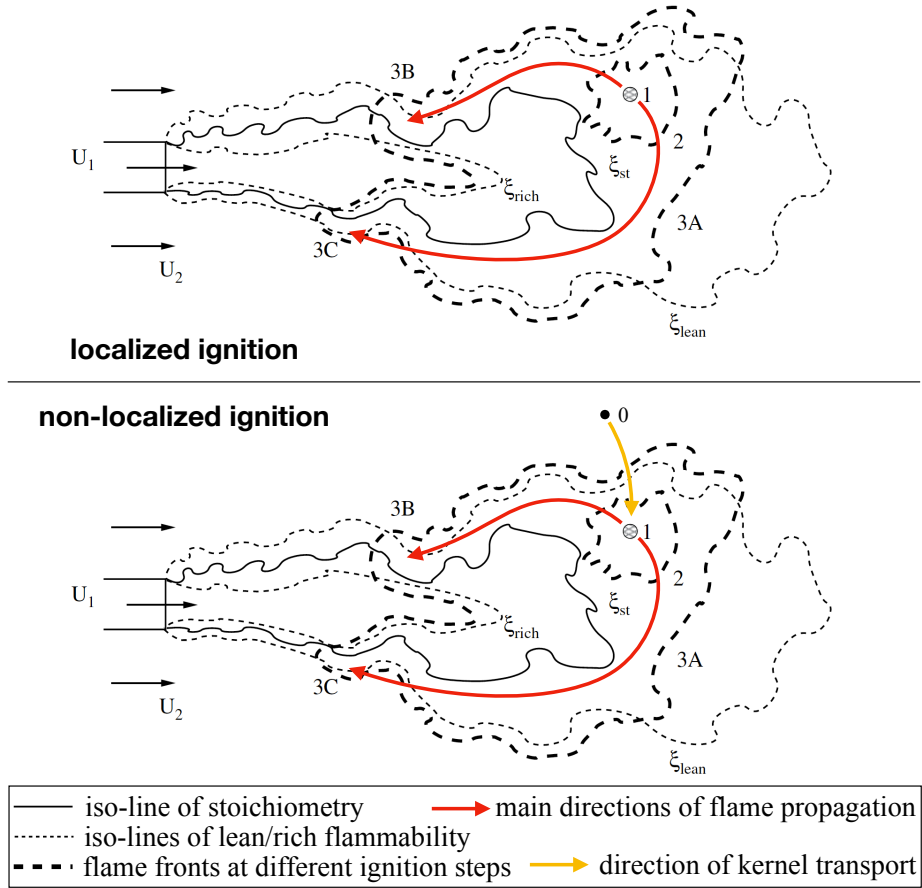 3B
1
U₁
2
ξst
ξrich
3A
3C
U₂
ξlean
localized ignition
non-localized ignition
0
3B
1
U₁
2
ξst
ξrich
3A
3C
U₂
ξlean
iso-line of stoichiometry
main directions of flame propagation
iso-lines of lean/rich flammability
flame fronts at different ignition steps
direction of kernel transport